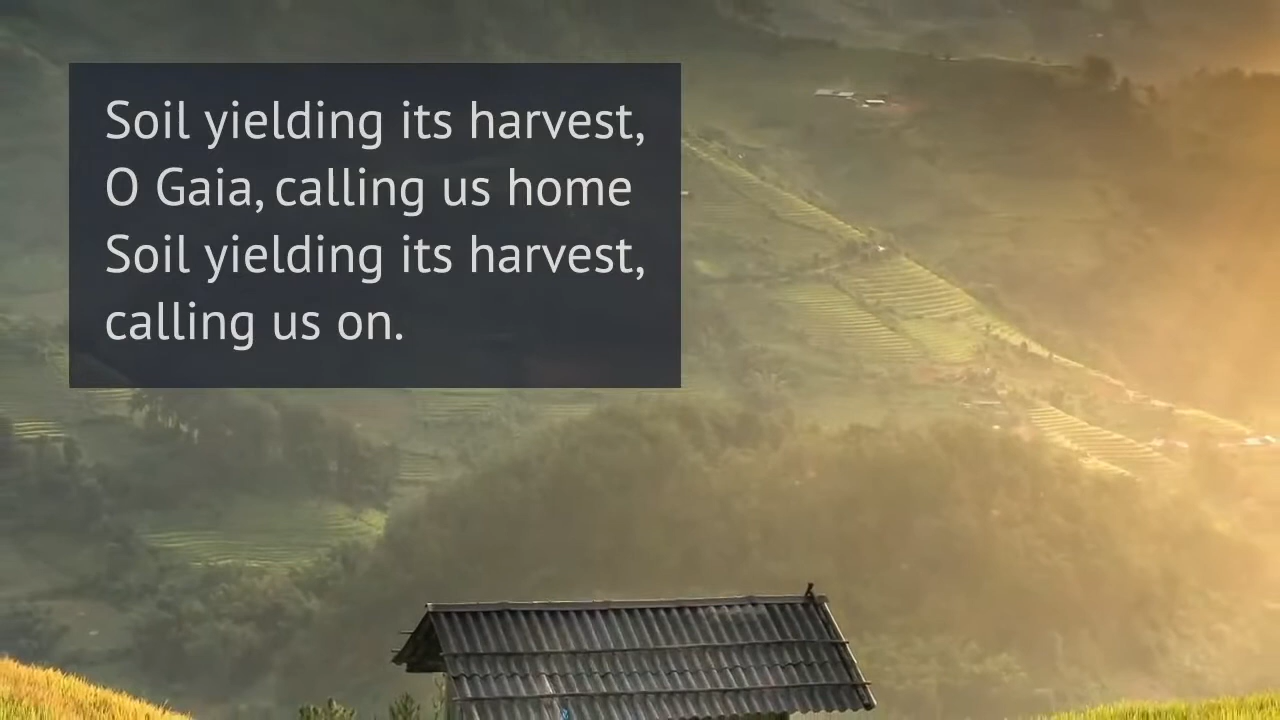 Soil yielding its harvest,
O Gaia, calling us home
Soil yielding its harvest,
calling us on.